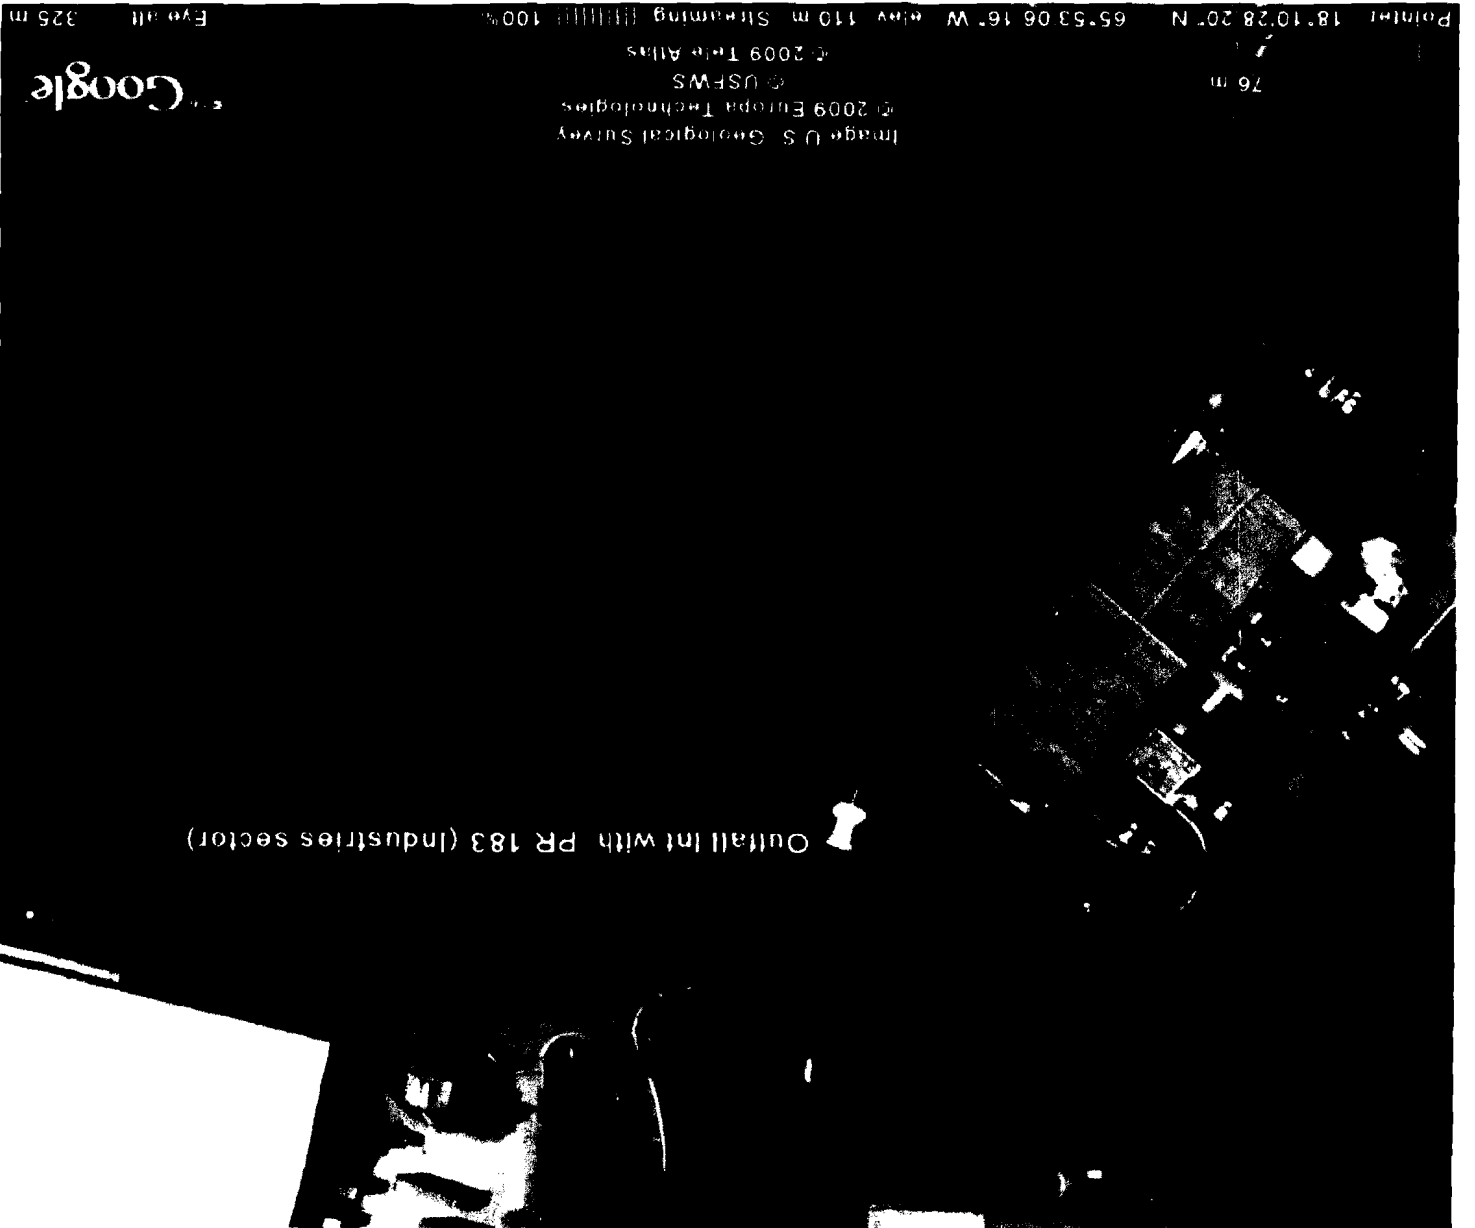 Outfall Int with PR 183 (Industries sector)
Image U.S. Geological Survey
© 2009 Europa Technologies
© USFWS
© 2009 Tele Atlas
76 m
Google
Pointer 18°10'28.20" N 65°53'06.16" W elev 110 m Streaming 100% Eye alt 325 m